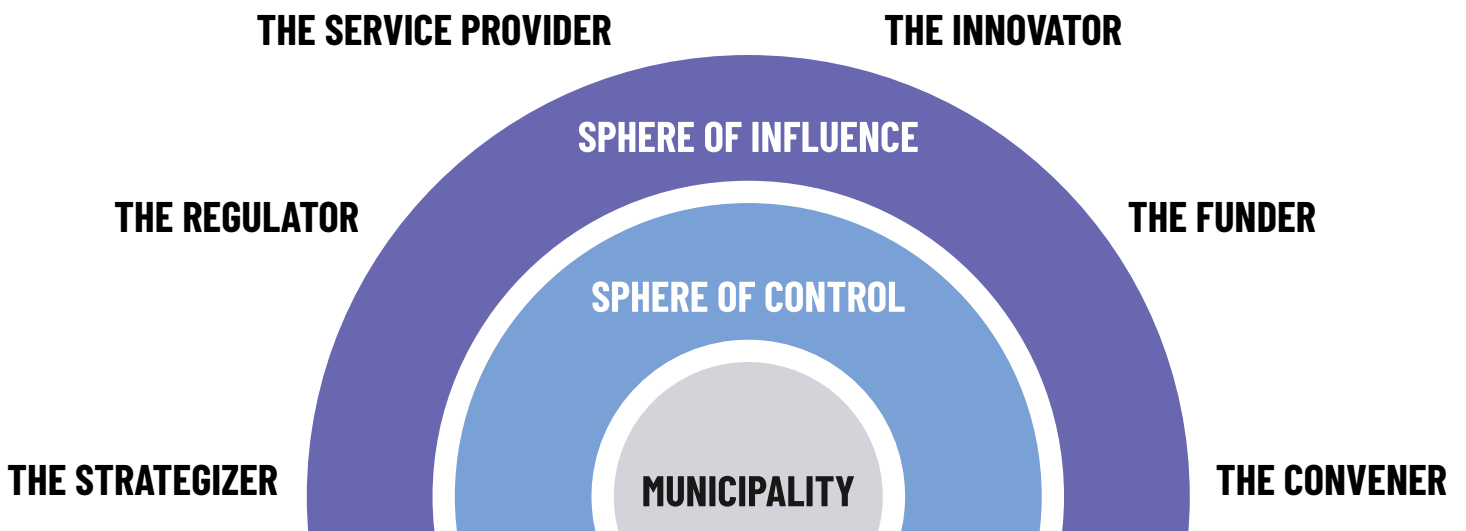 THE SERVICE PROVIDER
THE INNOVATOR
SPHERE OF INFLUENCE
THE REGULATOR
THE FUNDER
SPHERE OF CONTROL
THE STRATEGIZER
THE CONVENER
MUNICIPALITY